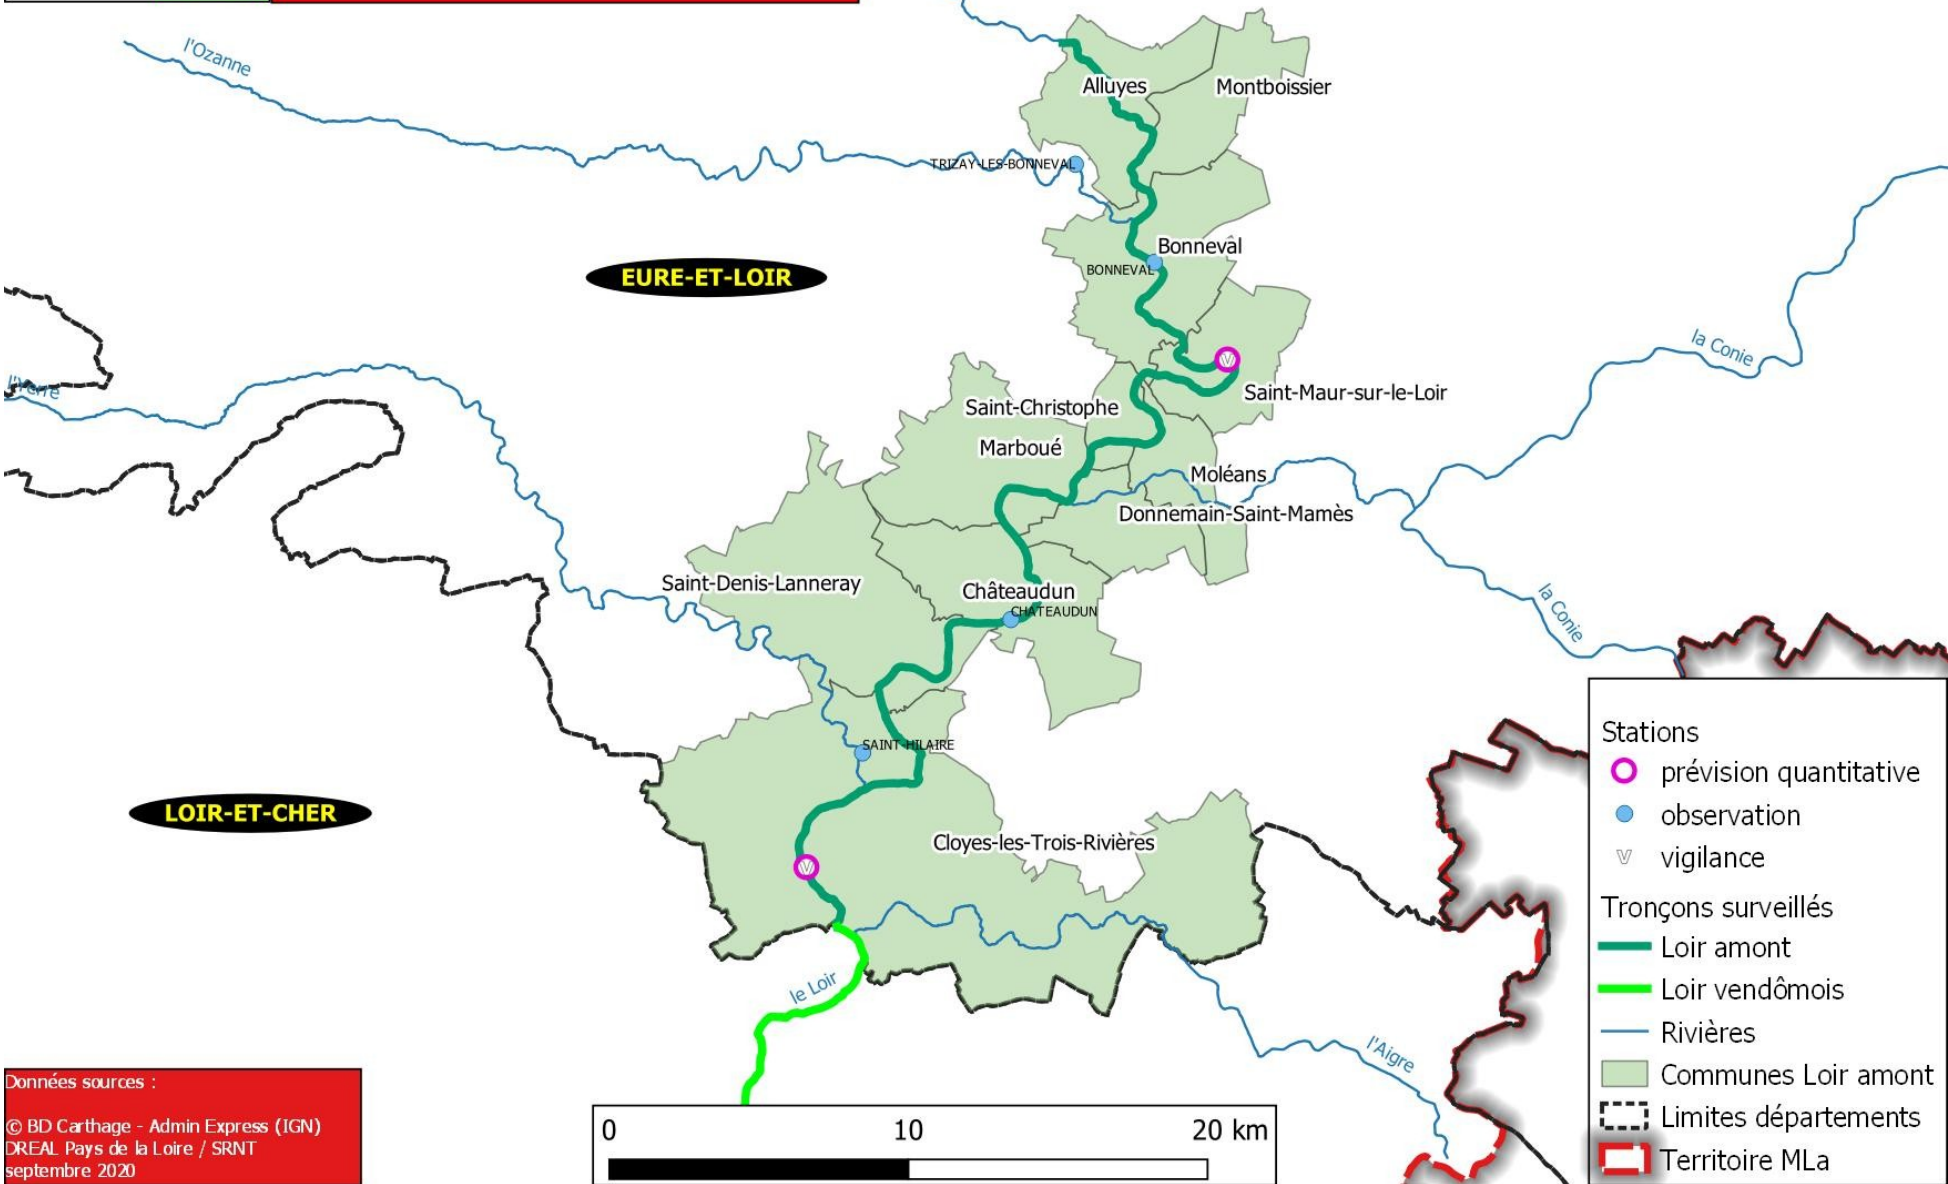 l'Ozanne
Alluyes
Montboissier
TRIZAY-LES-BONNEVAL
Bonneval
BONNEVAL
EURE-ET-LOIR
la Conie
l'Yerre
Saint-Maur-sur-le-Loir
Saint-Christophe
Marboué
Moléans
Donnemain-Saint-Mamès
Saint-Denis-Lanneray
Châteaudun
CHATEAUDUN
la Conie
SAINT-HILAIRE
LOIR-ET-CHER
Cloyes-les-Trois-Rivières
le Loir
l'Aigre
Stations
prévision quantitative
observation
V vigilance
Tronçons surveillés
Loir amont
Loir vendômois
Rivières
Communes Loir amont
Limites départements
Territoire MLa
Données sources :
© BD Carthage - Admin Express (IGN)
DREAL Pays de la Loire / SRNT
septembre 2020
0 10 20 km
V
V